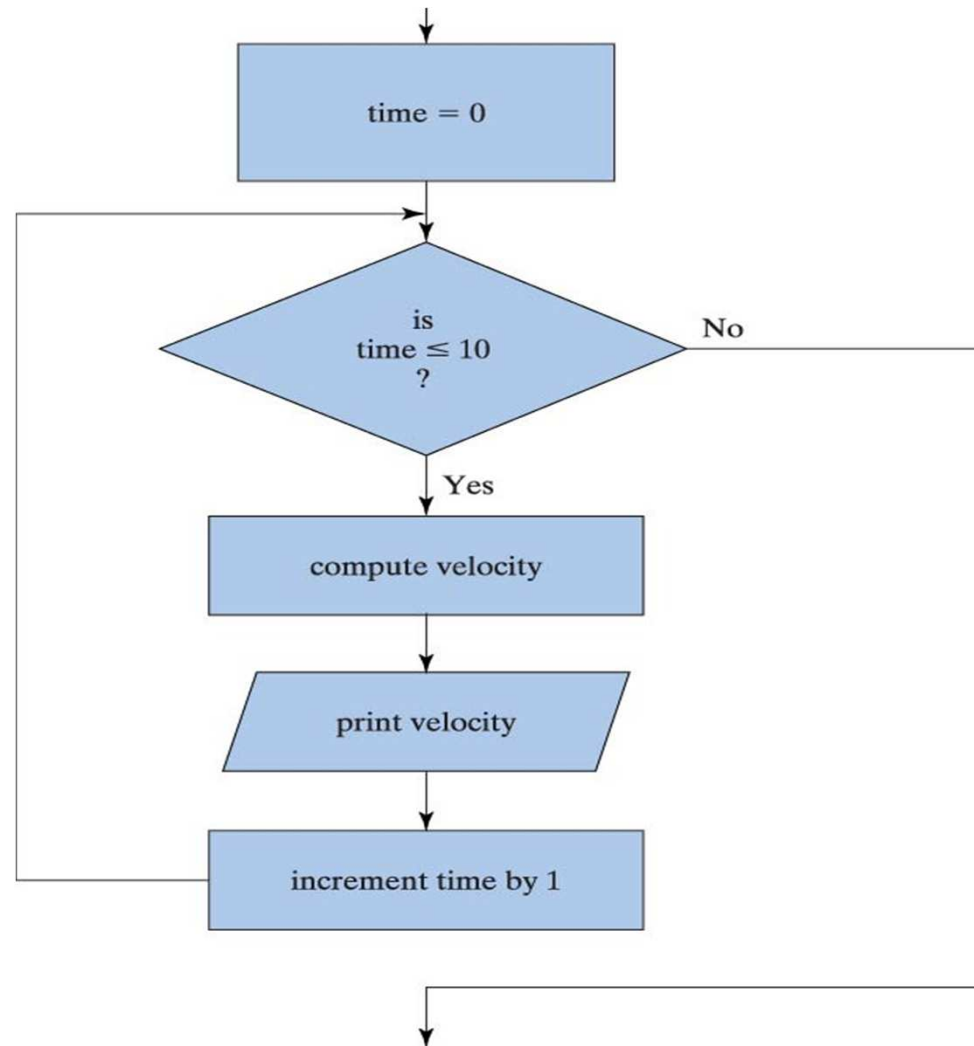 time = 0
is
time ≤ 10
?
No
Yes
compute velocity
print velocity
increment time by 1